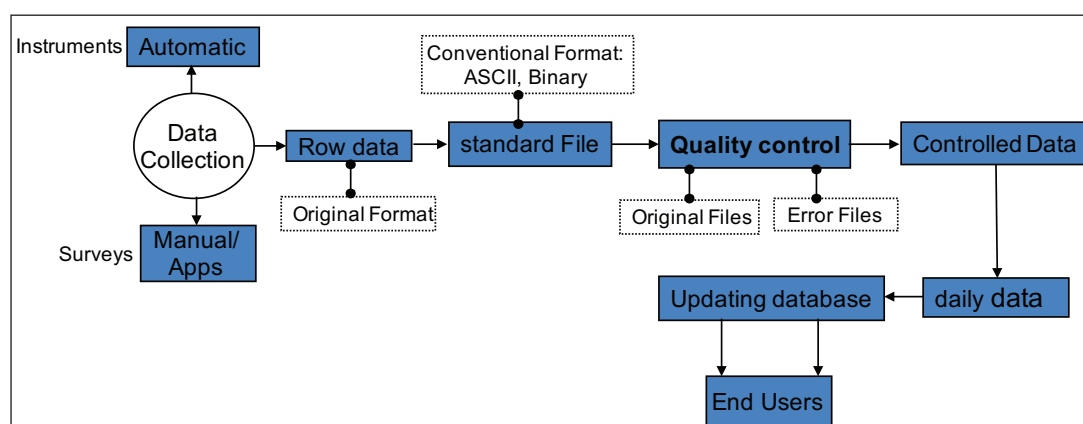 Instruments
Automatic
Conventional Format:
ASCII, Binary
Data
Collection
Row data
standard File
Quality control
Controlled Data
Original Format
Original Files
Error Files
Surveys
Manual/
Apps
Updating database
daily data
End Users